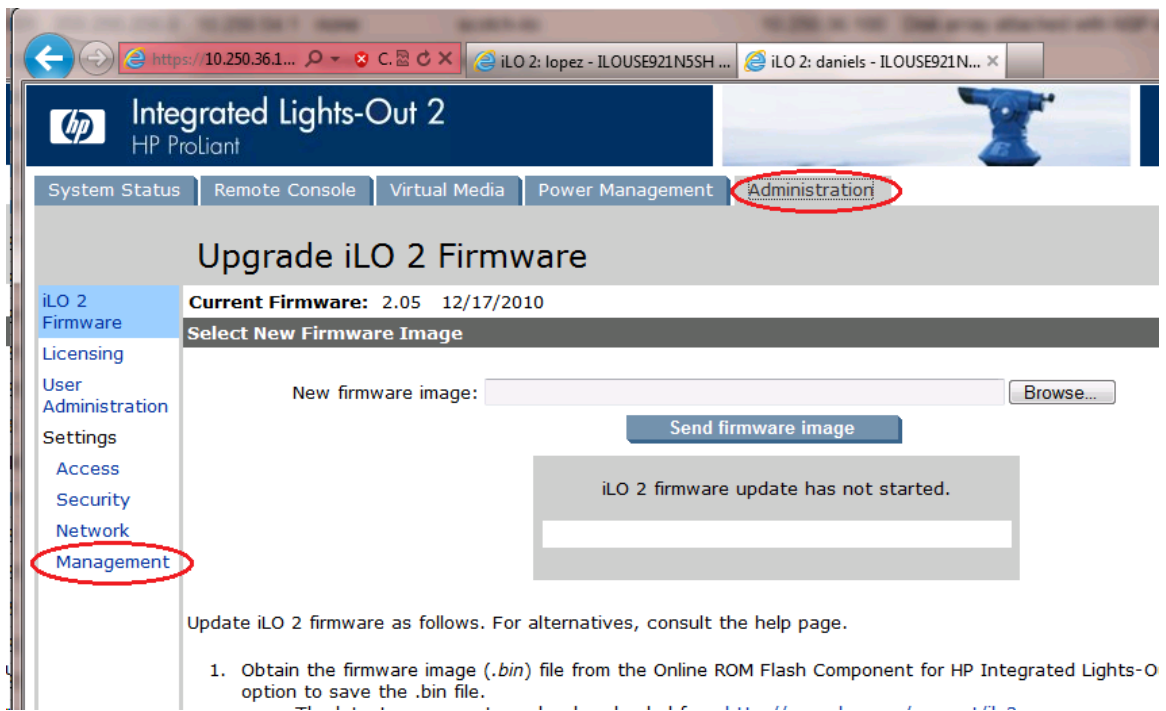 https://10.250.36.1...
C.
iLO 2: lopez - ILOUSE921N5SH ...
iLO 2: daniels - ILOUSE921N...
hp
Integrated Lights-Out 2
HP ProLiant
System Status
Remote Console
Virtual Media
Power Management
Administration
Upgrade iLO 2 Firmware
iLO 2
Firmware
Licensing
User
Administration
Settings
Access
Security
Network
Management
Current Firmware: 2.05 12/17/2010
Select New Firmware Image
New firmware image:
Browse...
Send firmware image
iLO 2 firmware update has not started.
Update iLO 2 firmware as follows. For alternatives, consult the help page.
1. Obtain the firmware image (.bin) file from the Online ROM Flash Component for HP Integrated Lights-O
option to save the .bin file.